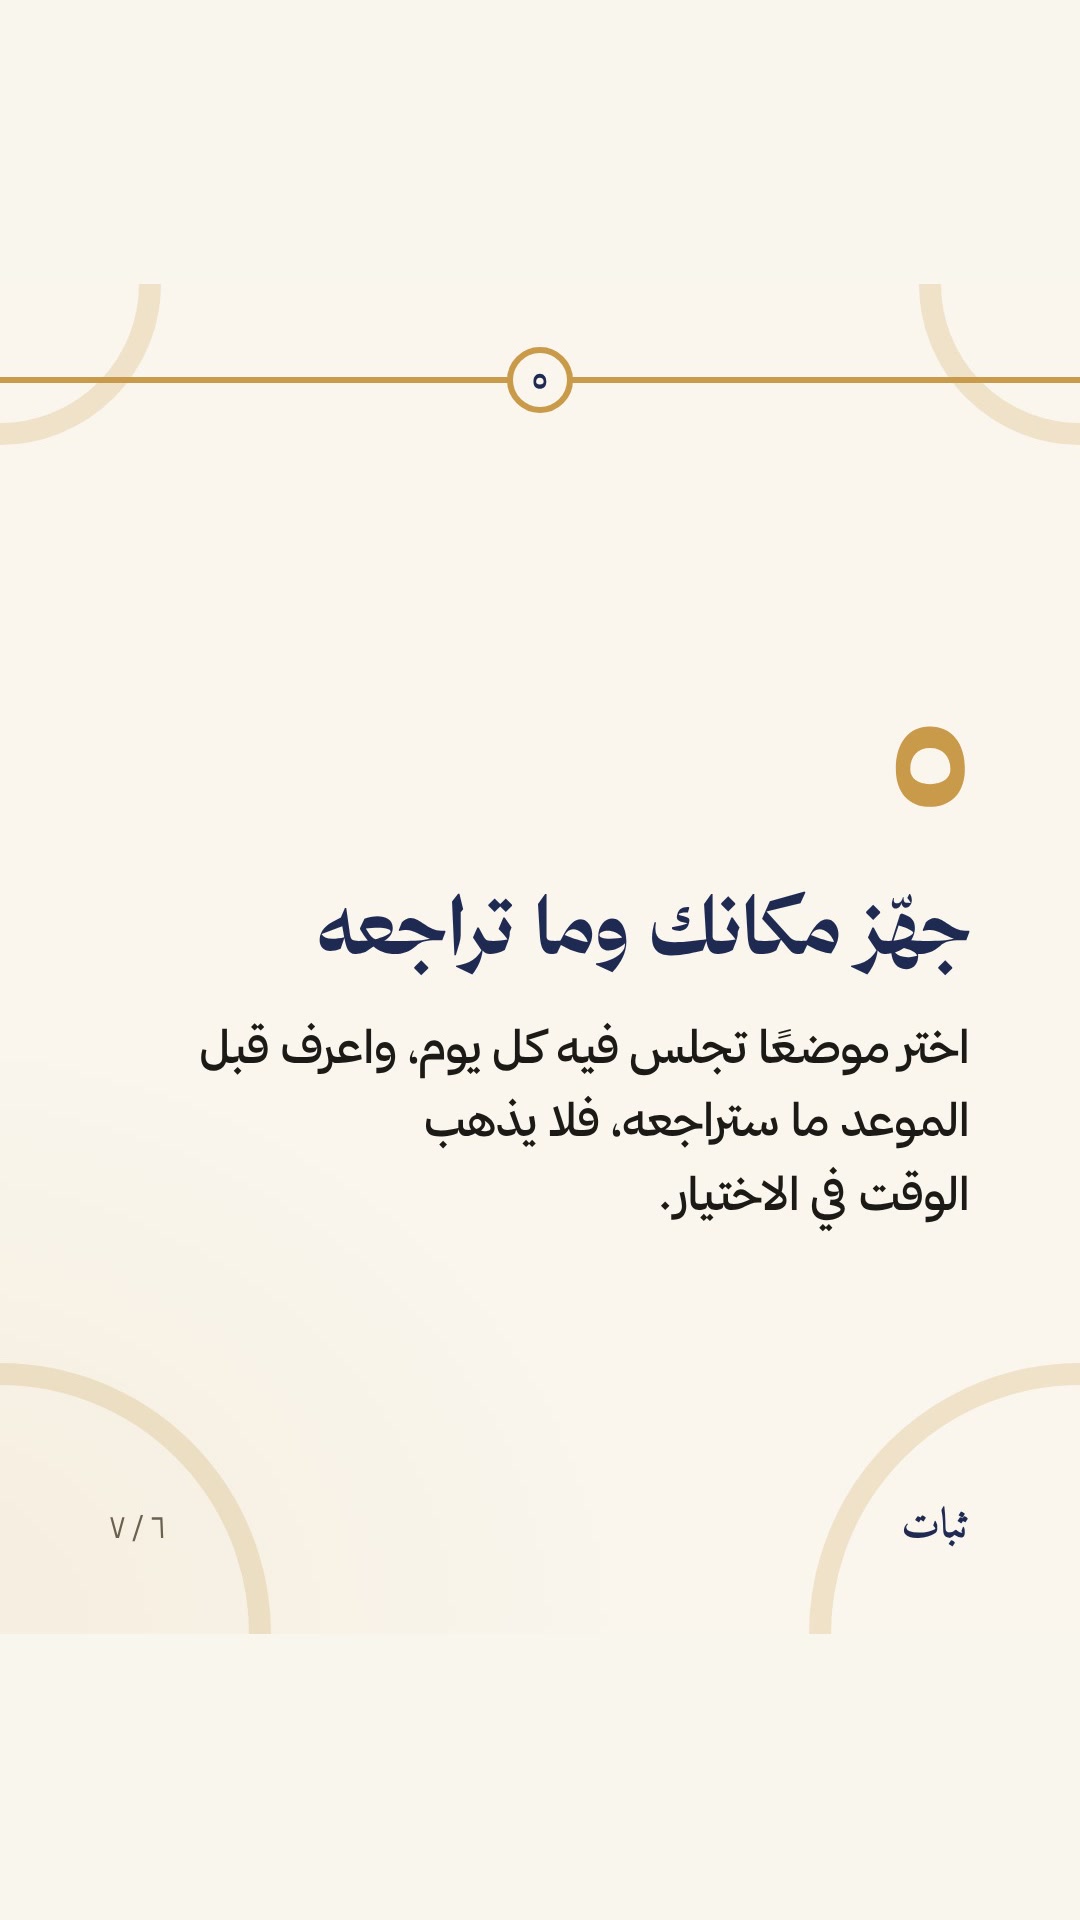 ٥
٥
جهّز مكانك وما تراجعه
اختر موضعًا تجلس فيه كل يوم، واعرف قبل
الموعد ما ستراجعه، فلا يذهب
الوقت في الاختيار.
ثبات
٦ / ٧